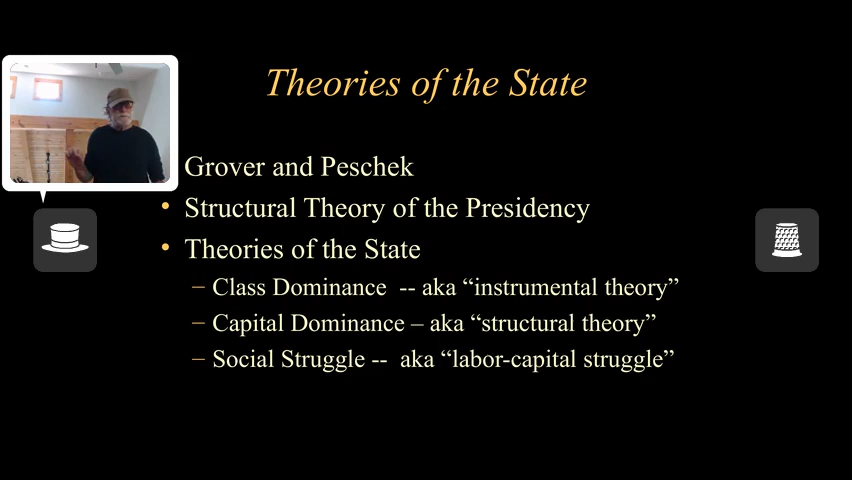 Theories of the State
Grover and Peschek
• Structural Theory of the Presidency
• Theories of the State
– Class Dominance -- aka “instrumental theory”
– Capital Dominance – aka “structural theory”
– Social Struggle -- aka “labor-capital struggle”